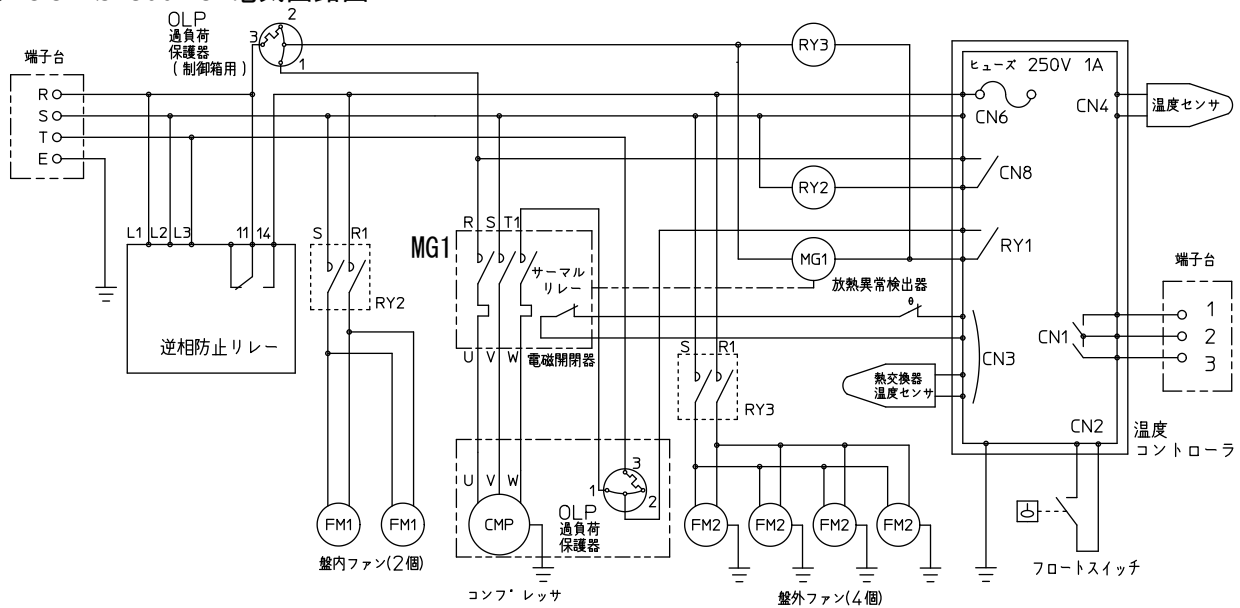 OLP
過負荷
保護器
(制御箱用)
2
3
1
RY3
端子台
R
S
T
E
ヒューズ 250V 1A
CN6
CN4
温度センサ
CN8
RY2
L1 L2 L3 11 14
S R1
RY2
逆相防止リレー
MG1
R S T1
サーマル
リレー
U V W
電磁開閉器
MG1
放熱異常検出器
θ
RY1
CN3
熱交換器
温度センサ
CN1
端子台
1
2
3
S R1
RY3
CN2
温度
コントローラ
U V W
CMP
1
3
2
OLP
過負荷
保護器
FM1 FM1
盤内ファン(2個)
コンプレッサ
FM2 FM2 FM2 FM2
盤外ファン(4個)
フロートスイッチ